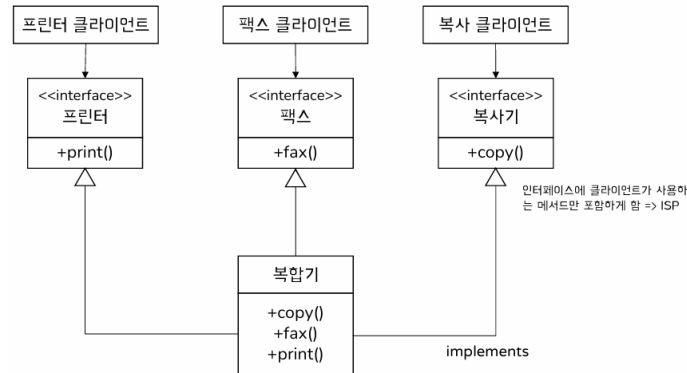 프린터 클라이언트
팩스 클라이언트
복사 클라이언트
<<interface>>
프린터
+print()
<<interface>>
팩스
+fax()
<<interface>>
복사기
+copy()
인터페이스에 클라이언트가 사용하
는 메서드만 포함하게 함 => ISP
복합기
+copy()
+fax()
+print()
implements